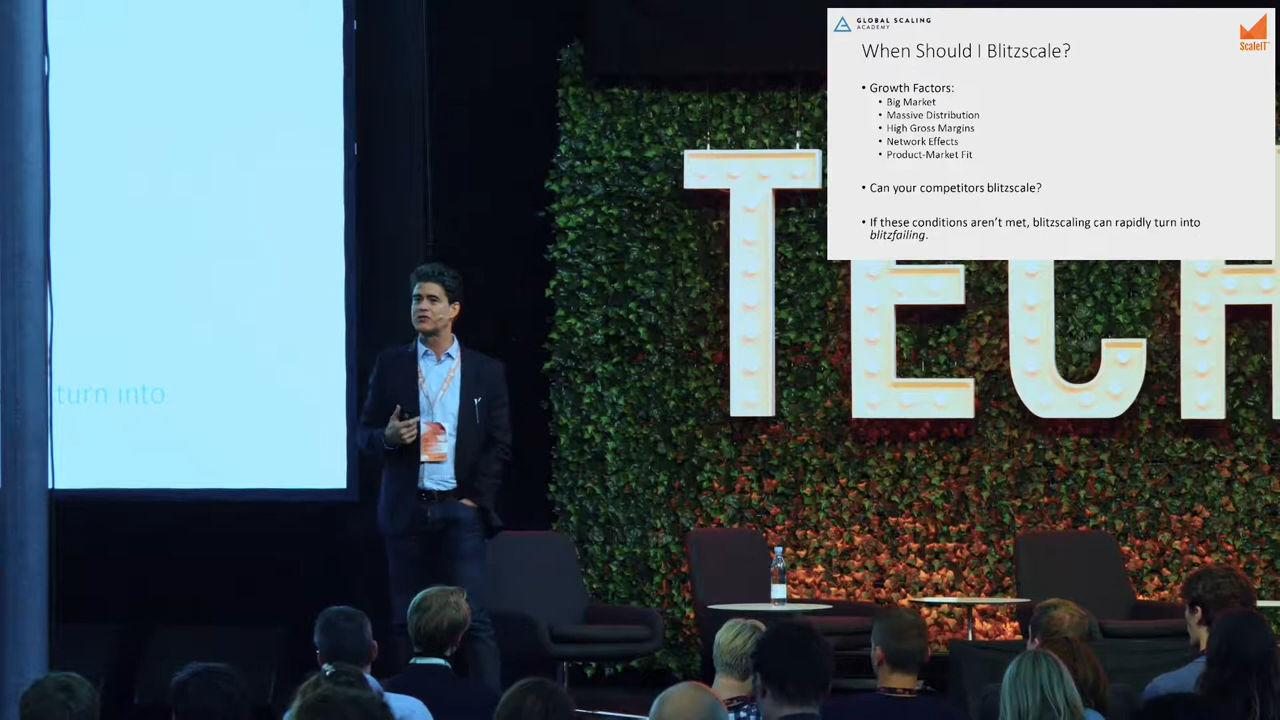 GLOBAL SCALING
ACADEMY
ScaleIT
When Should I Blitzscale?
• Growth Factors:
• Big Market
• Massive Distribution
• High Gross Margins
• Network Effects
• Product-Market Fit
• Can your competitors blitzscale?
• If these conditions aren't met, blitzscaling can rapidly turn into
blitzfailing.
TECH
turn into